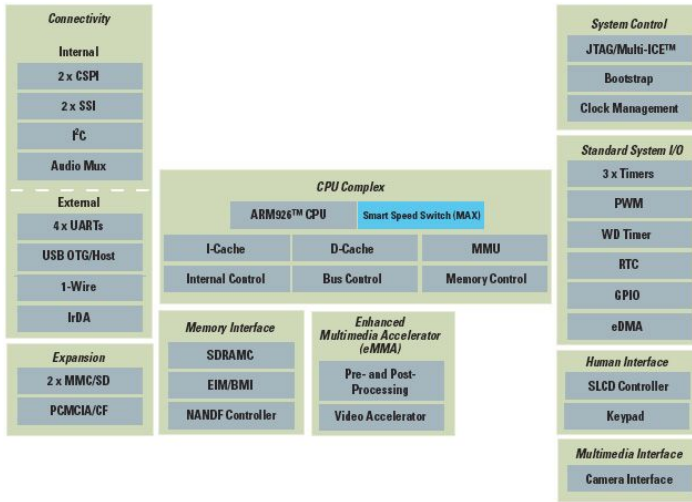 Connectivity
Internal
2 x CSPI
2 x SSI
I²C
Audio Mux
External
4 x UARTs
USB OTG/Host
1-Wire
IrDA
Expansion
2 x MMC/SD
PCMCIA/CF
CPU Complex
ARM926™ CPU
Smart Speed Switch (MAX)
I-Cache
D-Cache
MMU
Internal Control
Bus Control
Memory Control
Memory Interface
SDRAMC
EIM/BMI
NANDF Controller
Enhanced
Multimedia Accelerator
(eMMA)
Pre- and Post-
Processing
Video Accelerator
System Control
JTAG/Multi-ICE™
Bootstrap
Clock Management
Standard System I/O
3 x Timers
PWM
WD Timer
RTC
GPIO
eDMA
Human Interface
SLCD Controller
Keypad
Multimedia Interface
Camera Interface